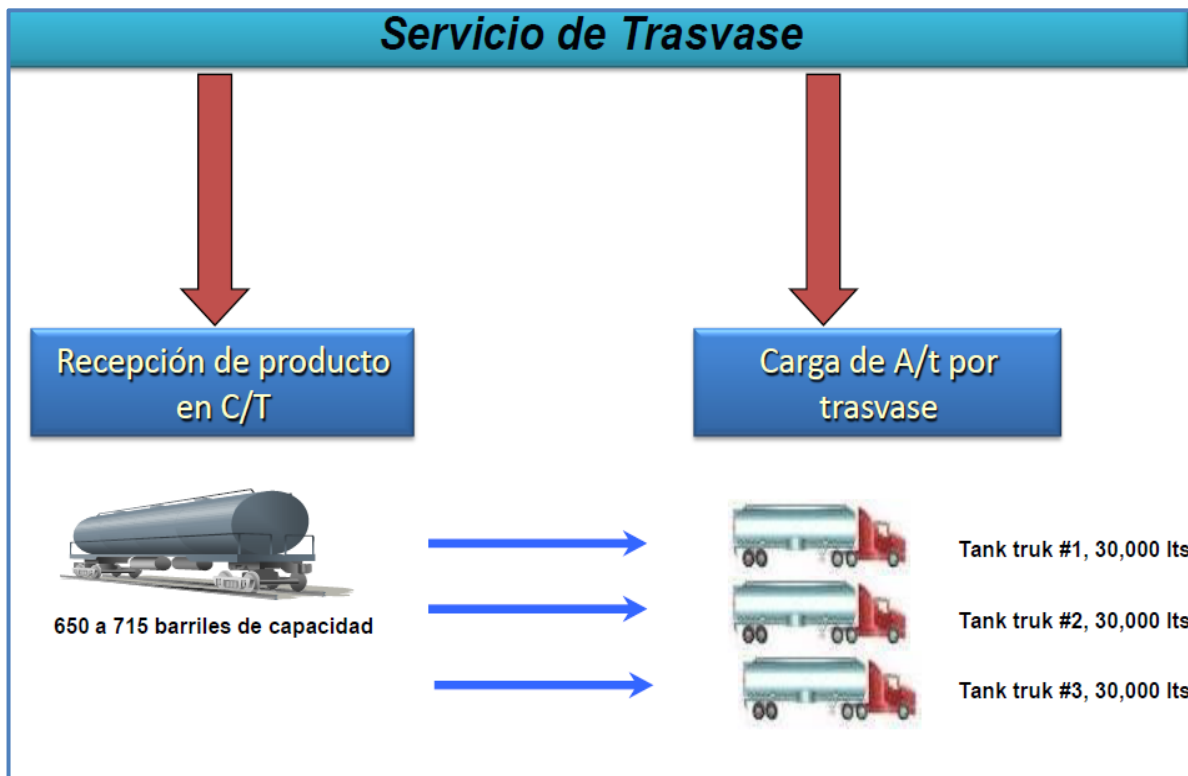 Servicio de Trasvase
Recepción de producto
en C/T
Carga de A/t por
trasvase
650 a 715 barriles de capacidad
Tank truk #1, 30,000 lts
Tank truk #2, 30,000 lts
Tank truk #3, 30,000 lts